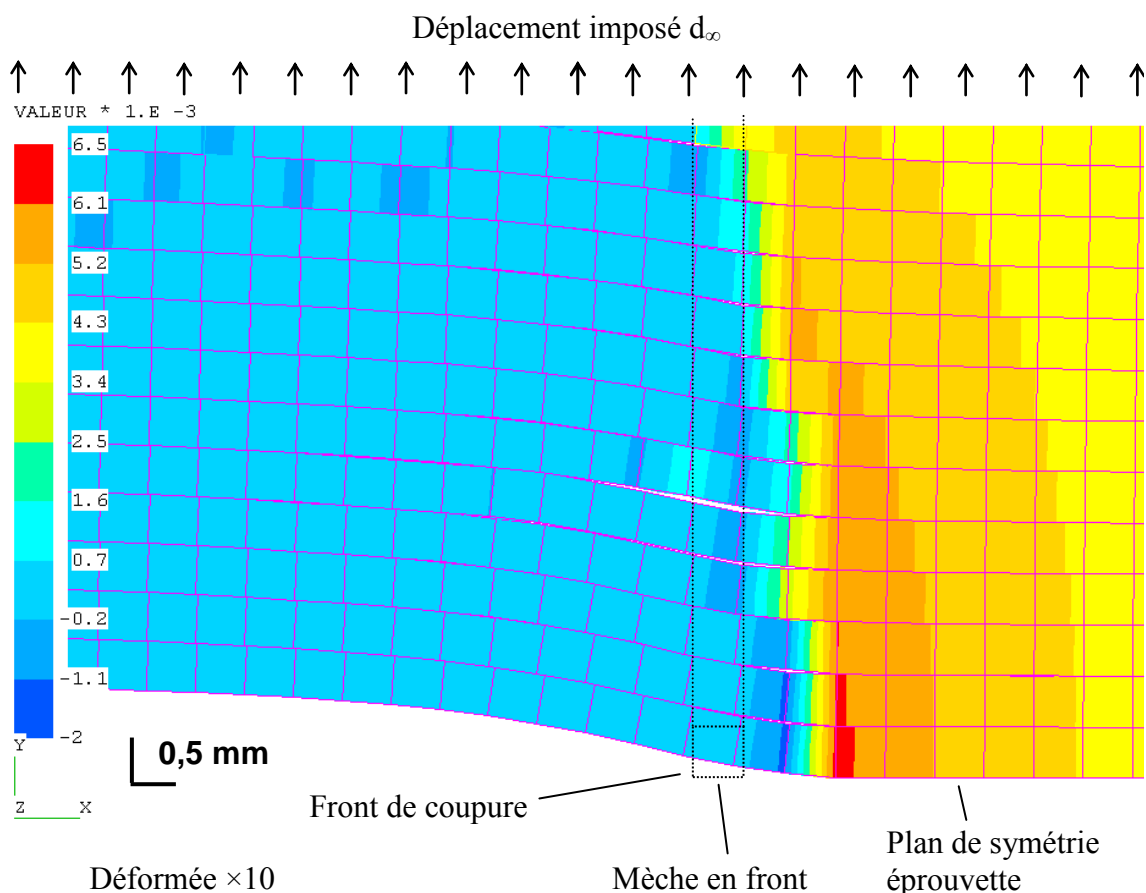 Déplacement imposé d∞
VALEUR * 1.E -3
6.5
6.1
5.2
4.3
3.4
2.5
1.6
0.7
-0.2
-1.1
-2
Y
Z X
0,5 mm
Front de coupure
Plan de symétrie
éprouvette
Déformée ×10
Mèche en front